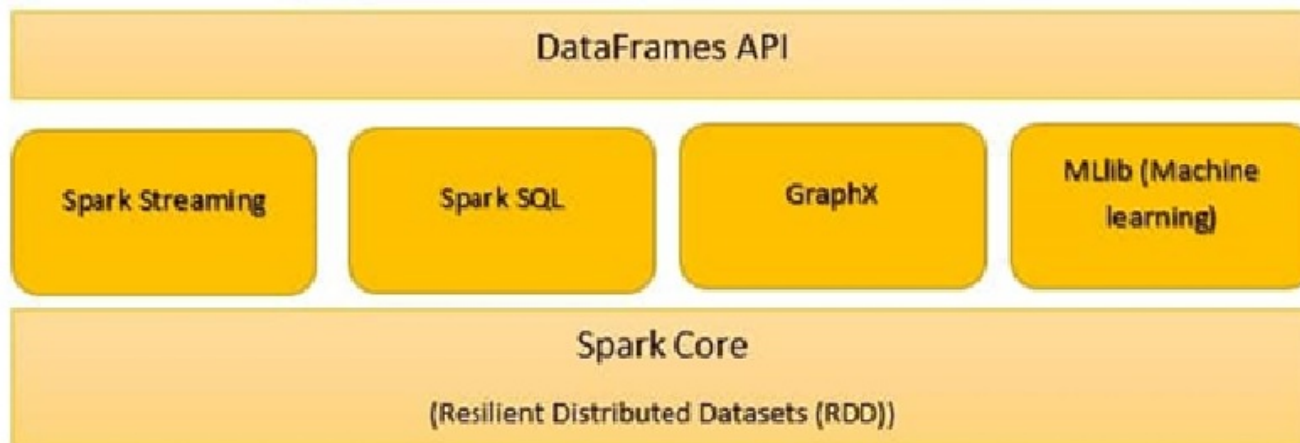 DataFrames API
Spark Streaming
Spark SQL
GraphX
MLlib (Machine
learning)
Spark Core
(Resilient Distributed Datasets (RDD))